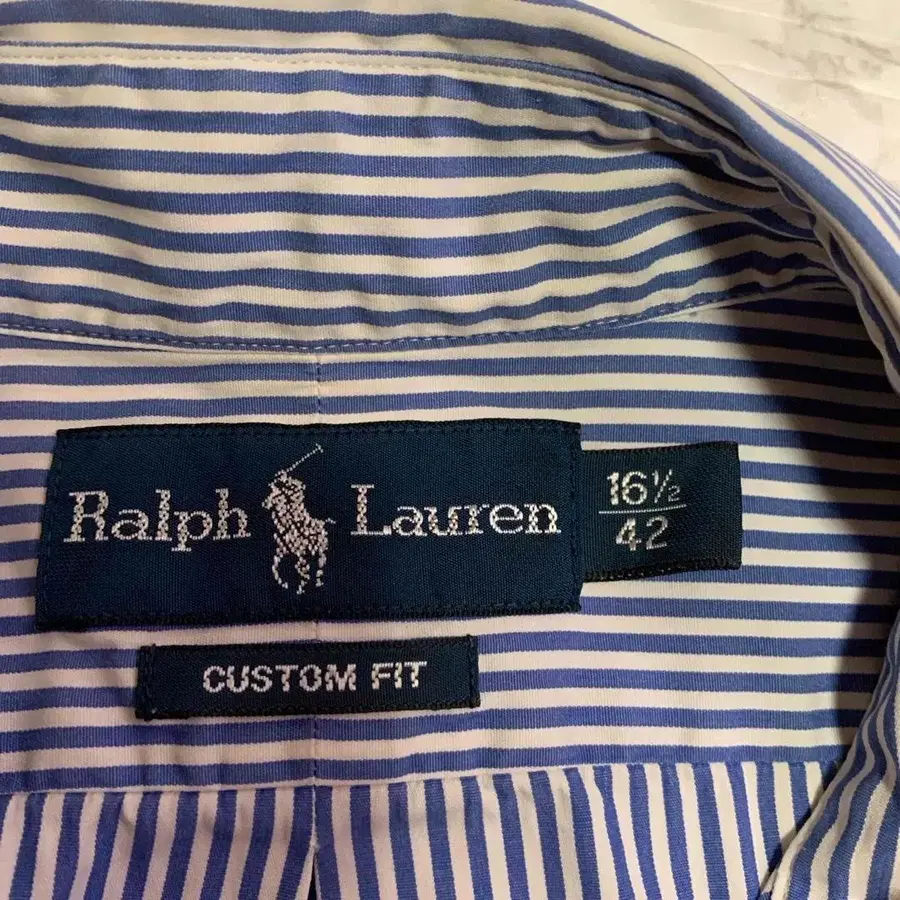 Ralph Lauren
16½
42
CUSTOM FIT